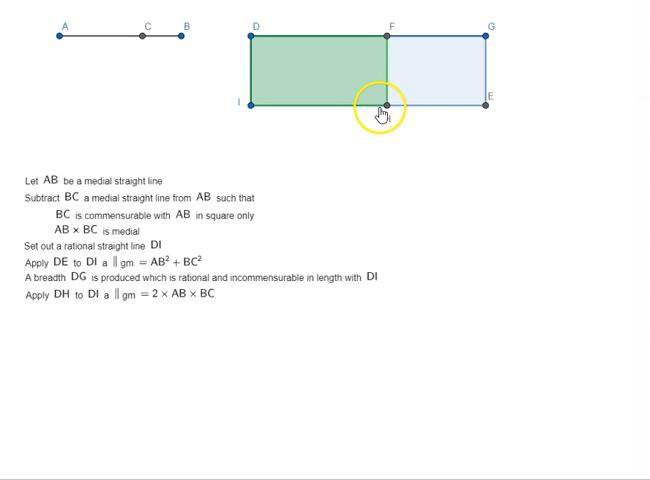 A C B D F G
I E
Let AB be a medial straight line
Subtract BC a medial straight line from AB such that
BC is commensurable with AB in square only
AB × BC is medial
Set out a rational straight line DI
Apply DE to DI a ∥gm = AB² + BC²
A breadth DG is produced which is rational and incommensurable in length with DI
Apply DH to DI a ∥gm = 2 × AB × BC